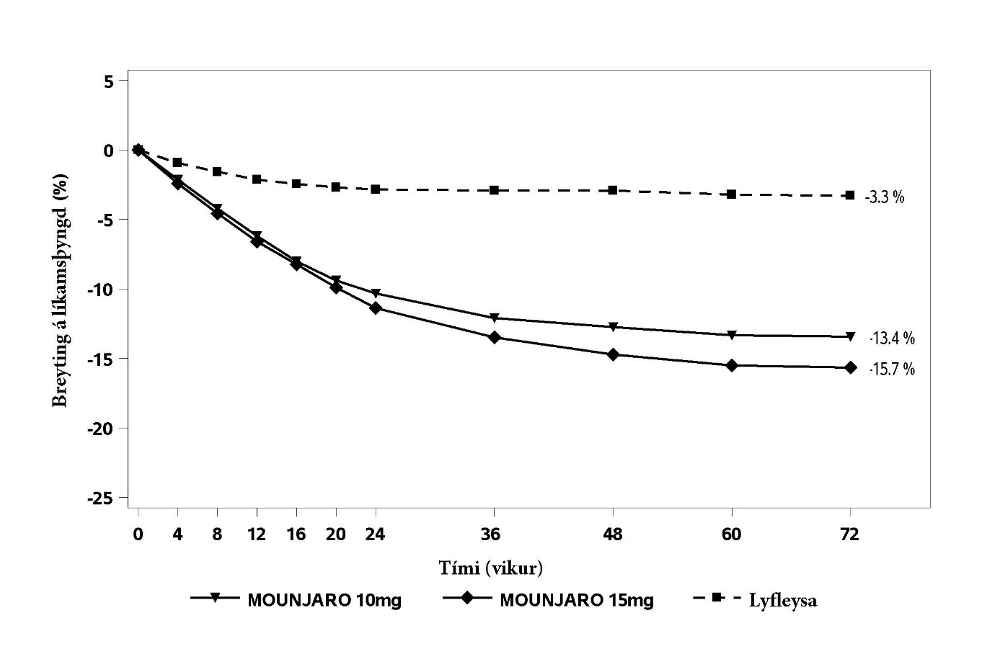 Breyting á líkamsþyngd (%)
5
0
-5
-10
-15
-20
-25
-3.3 %
-13.4 %
-15.7 %
0 4 8 12 16 20 24 36 48 60 72
Tími (vikur)
MOUNJARO 10mg MOUNJARO 15mg Lyfleysa